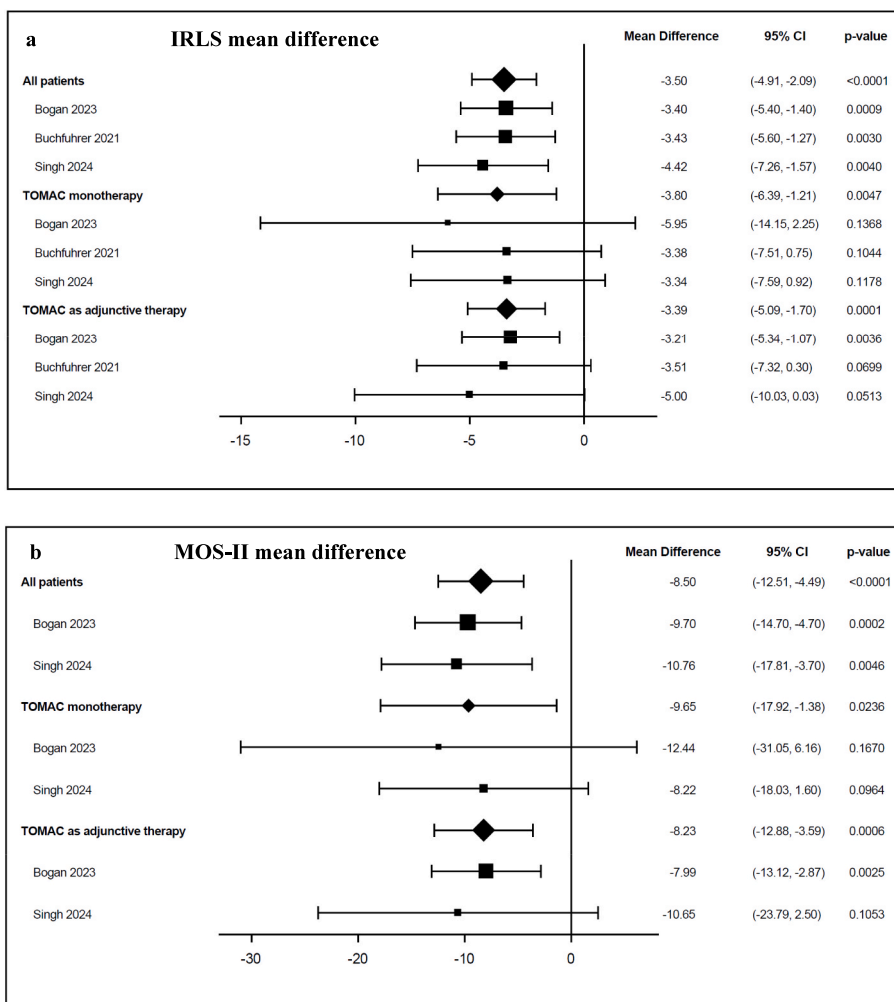 a IRLS mean difference Mean Difference 95% CI p-value
All patients -3.50 (-4.91, -2.09) <0.0001
Bogan 2023 -3.40 (-5.40, -1.40) 0.0009
Buchfuhrer 2021 -3.43 (-5.60, -1.27) 0.0030
Singh 2024 -4.42 (-7.26, -1.57) 0.0040
TOMAC monotherapy -3.80 (-6.39, -1.21) 0.0047
Bogan 2023 -5.95 (-14.15, 2.25) 0.1368
Buchfuhrer 2021 -3.38 (-7.51, 0.75) 0.1044
Singh 2024 -3.34 (-7.59, 0.92) 0.1178
TOMAC as adjunctive therapy -3.39 (-5.09, -1.70) 0.0001
Bogan 2023 -3.21 (-5.34, -1.07) 0.0036
Buchfuhrer 2021 -3.51 (-7.32, 0.30) 0.0699
Singh 2024 -5.00 (-10.03, 0.03) 0.0513
-15 -10 -5 0
b MOS-II mean difference Mean Difference 95% CI p-value
All patients -8.50 (-12.51, -4.49) <0.0001
Bogan 2023 -9.70 (-14.70, -4.70) 0.0002
Singh 2024 -10.76 (-17.81, -3.70) 0.0046
TOMAC monotherapy -9.65 (-17.92, -1.38) 0.0236
Bogan 2023 -12.44 (-31.05, 6.16) 0.1670
Singh 2024 -8.22 (-18.03, 1.60) 0.0964
TOMAC as adjunctive therapy -8.23 (-12.88, -3.59) 0.0006
Bogan 2023 -7.99 (-13.12, -2.87) 0.0025
Singh 2024 -10.65 (-23.79, 2.50) 0.1053
-30 -20 -10 0